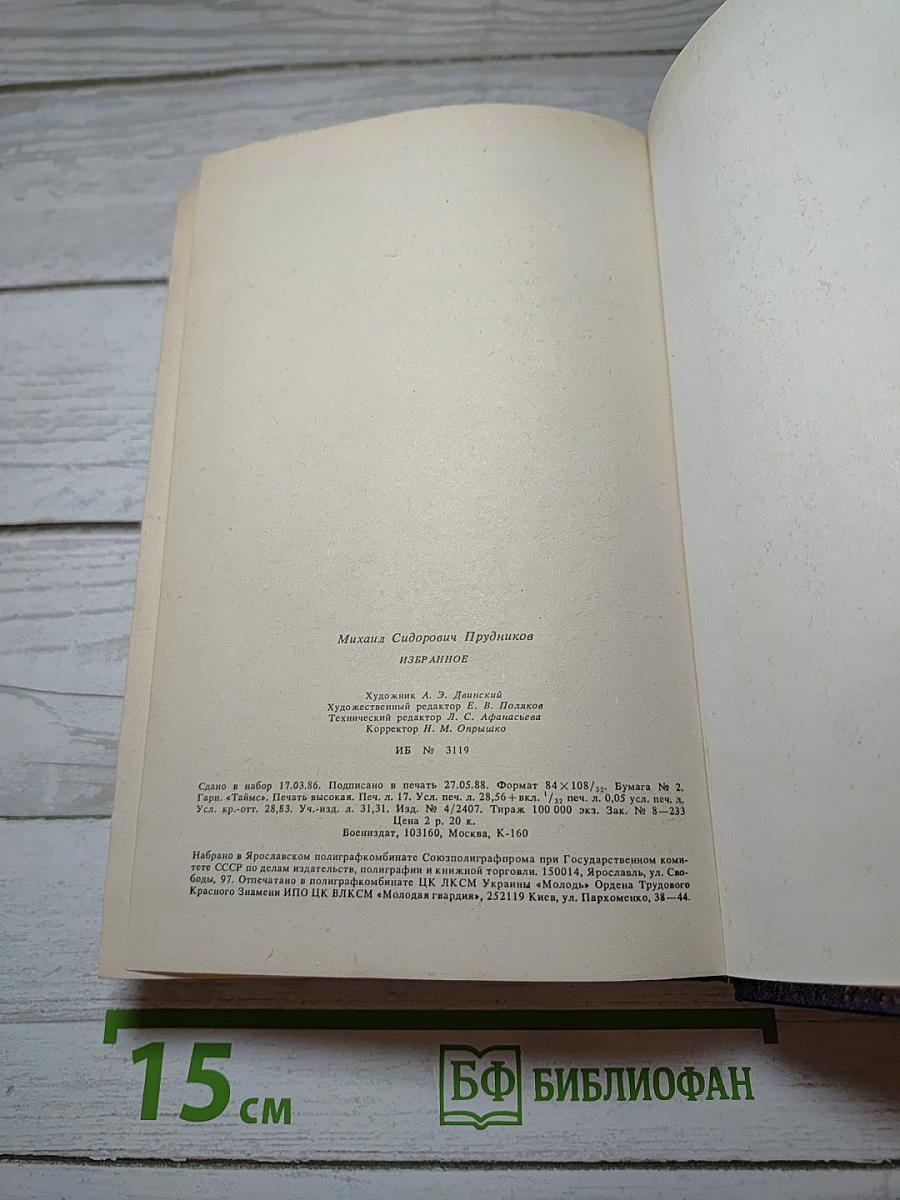 Михаил Сидорович Прудников
ИЗБРАННОЕ
Художник А. Э. Двинский
Художественный редактор Е. В. Поляков
Технический редактор Л. С. Афанасьева
Корректор Н. М. Опрышко
ИБ № 3119
Сдано в набор 17.03.86. Подписано в печать 27.05.88. Формат 84×108/32. Бумага № 2.
Гарн. «Таймс». Печать высокая. Печ. л. 17. Усл. печ. л. 28,56+вкл. 1/32 печ. л. 0,05 усл. печ. л.
Усл. кр.-отт. 28,83. Уч.-изд. л. 31,31. Изд. № 4/2407. Тираж 100 000 экз. Зак. № 8—233
Цена 2 р. 20 к.
Воениздат, 103160, Москва, К-160
Набрано в Ярославском полиграфкомбинате Союзполиграфпрома при Государственном коми-
тете СССР по делам издательств, полиграфии и книжной торговли. 150014, Ярославль, ул. Сво-
боды, 97. Отпечатано в полиграфкомбинате ЦК ЛКСМ Украины «Молодь» Ордена Трудового
Красного Знамени ИПО ЦК ВЛКСМ «Молодая гвардия», 252119 Киев, ул. Пархоменко, 38—44.
15 см
БФ БИБЛИОФАН